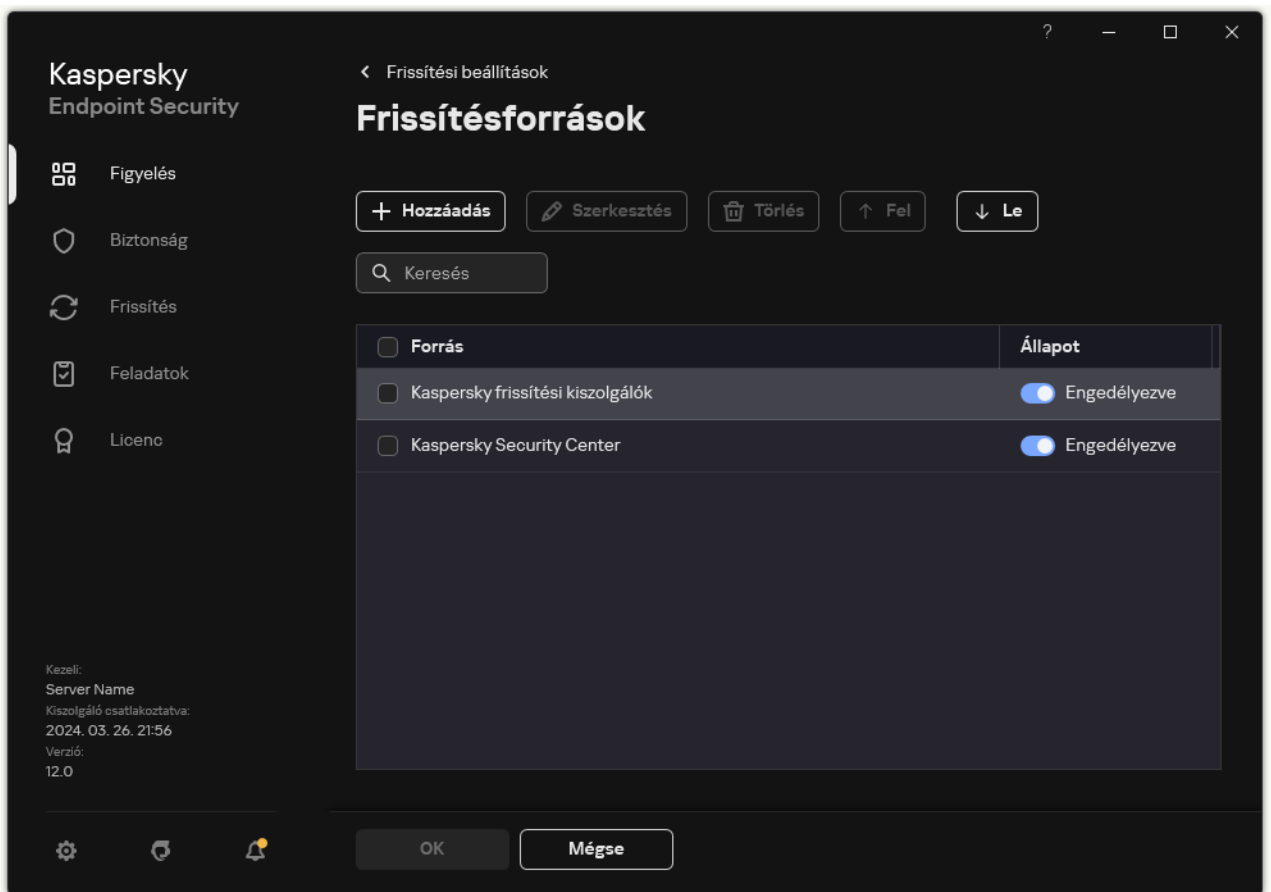 ?
Kaspersky
Endpoint Security
Figyelés
Biztonság
Frissítés
Feladatok
Licenc
Kezeli:
Server Name
Kiszolgáló csatlakoztatva:
2024. 03. 26. 21:56
Verzió:
12.0
Frissítési beállítások
Frissítésforrások
Hozzáadás Szerkesztés Törlés Fel Le
Keresés
Forrás Állapot
Kaspersky frissítési kiszolgálók Engedélyezve
Kaspersky Security Center Engedélyezve
OK Mégse